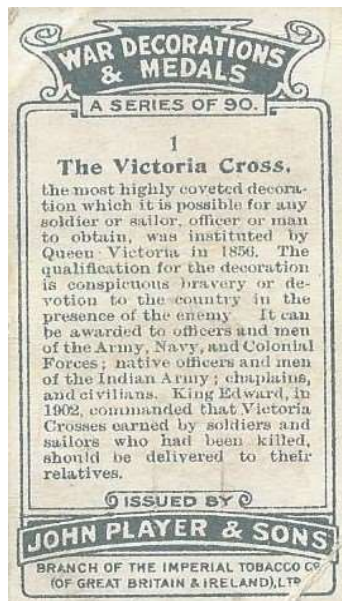 WAR DECORATIONS
& MEDALS
A SERIES OF 90.
1
The Victoria Cross.
the most highly coveted decora-
tion which it is possible for any
soldier or sailor, officer or man
to obtain, was instituted by
Queen Victoria in 1856. The
qualification for the decoration
is conspicuous bravery or de-
votion to the country in the
presence of the enemy. It can
be awarded to officers and men
of the Army, Navy, and Colonial
Forces; native officers and men
of the Indian Army; chaplains,
and civilians. King Edward, in
1902, commanded that Victoria
Crosses earned by soldiers and
sailors who had been killed,
should be delivered to their
relatives.
ISSUED BY
JOHN PLAYER & SONS
BRANCH OF THE IMPERIAL TOBACCO CO
(OF GREAT BRITAIN & IRELAND), LTD